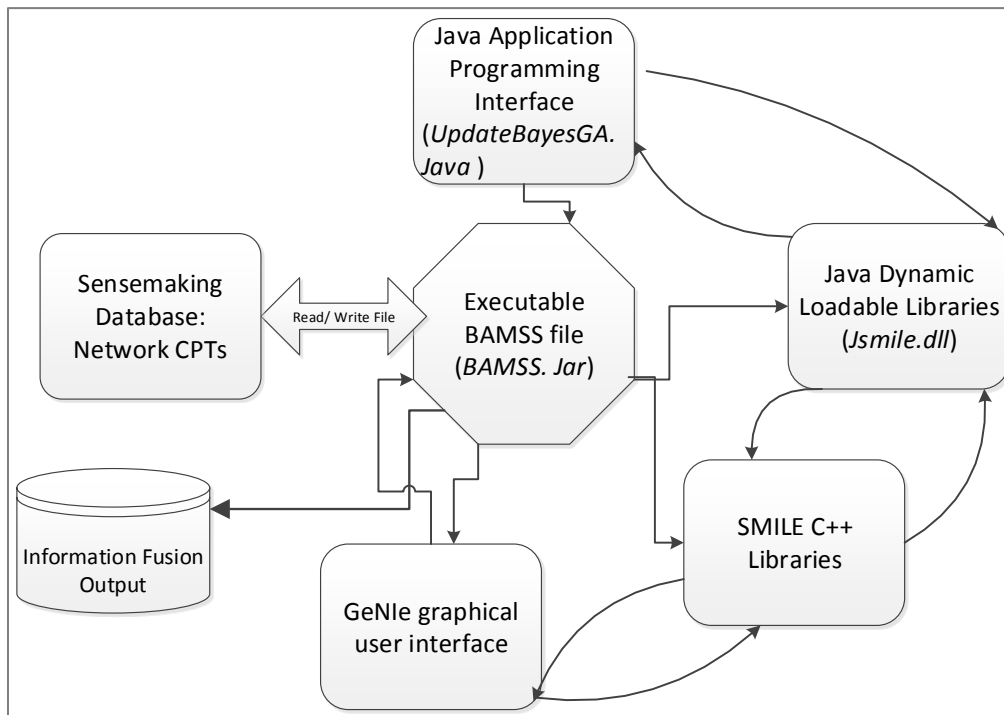 Java Application
Programming
Interface
(UpdateBayesGA.
Java )
Sensemaking
Database:
Network CPTs
Read/ Write File
Executable
BAMSS file
(BAMSS. Jar)
Java Dynamic
Loadable Libraries
(Jsmile.dll)
SMILE C++
Libraries
Information Fusion
Output
GeNIe graphical
user interface